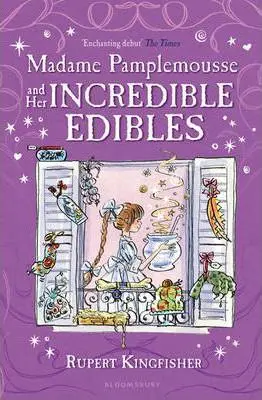 'Enchanting debut' The Times
Madame Pamplemousse
and Her INCREDIBLE
EDIBLES
RUPERT KINGFISHER
BLOOMSBURY